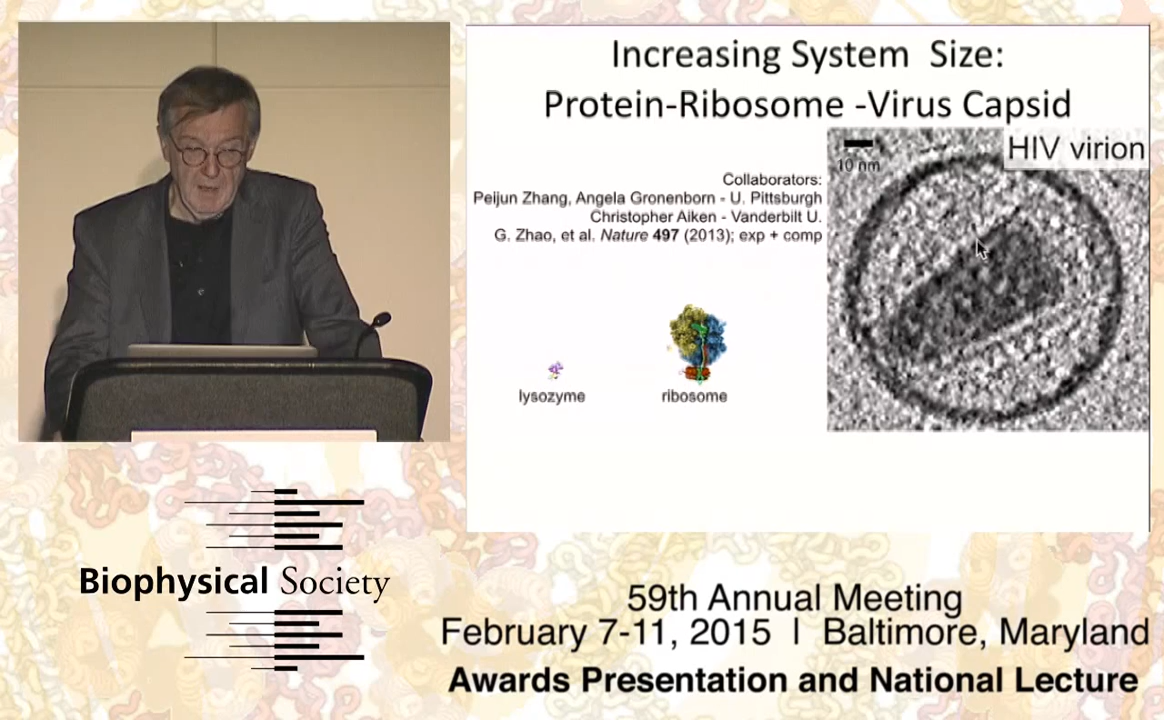 Increasing System Size:
Protein-Ribosome -Virus Capsid
HIV virion
10 nm
Collaborators:
Peijun Zhang, Angela Gronenborn - U. Pittsburgh
Christopher Aiken - Vanderbilt U.
G. Zhao, et al. Nature 497 (2013); exp + comp
lysozyme
ribosome
Biophysical Society
59th Annual Meeting
February 7-11, 2015 | Baltimore, Maryland
Awards Presentation and National Lecture